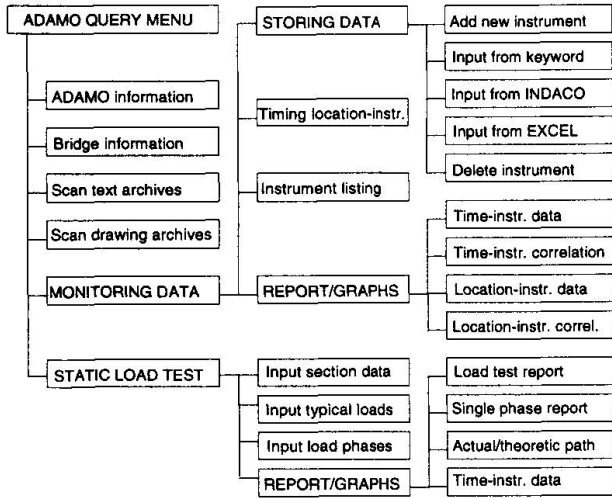 ADAMO QUERY MENU
ADAMO information
Bridge information
Scan text archives
Scan drawing archives
MONITORING DATA
STATIC LOAD TEST
STORING DATA
Timing location-instr.
Instrument listing
REPORT/GRAPHS
Input section data
Input typical loads
Input load phases
REPORT/GRAPHS
Add new instrument
Input from keyword
Input from INDACO
Input from EXCEL
Delete instrument
Time-instr. data
Time-instr. correlation
Location-instr. data
Location-instr. correl.
Load test report
Single phase report
Actual/theoretic path
Time-instr. data